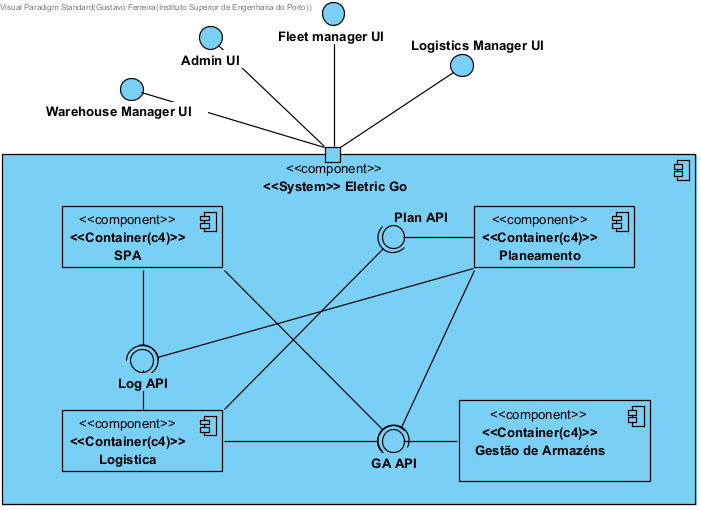 Visual Paradigm Standard(Gustavo Ferreira(Instituto Superior de Engenharia do Porto))
Fleet manager UI
Logistics Manager UI
Admin UI
Warehouse Manager UI
<<component>>
<<System>> Eletric Go
<<component>>
<<Container(c4)>>
SPA
Plan API
<<component>>
<<Container(c4)>>
Planeamento
Log API
<<component>>
<<Container(c4)>>
Logistica
GA API
<<component>>
<<Container(c4)>>
Gestão de Armazéns